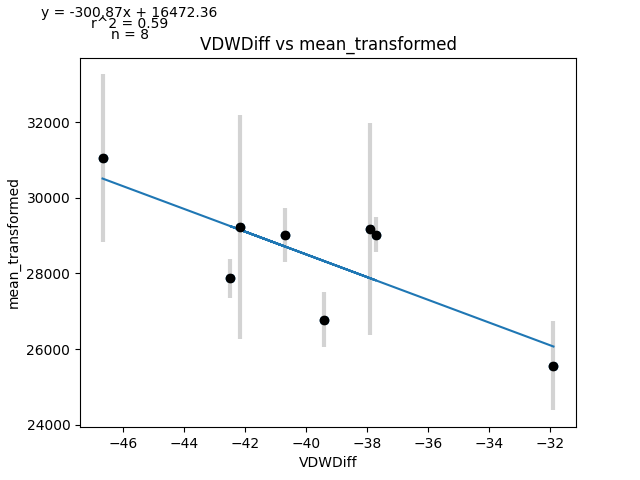 y = -300.87x + 16472.36
r^2 = 0.59
n = 8
VDWDiff vs mean_transformed
mean_transformed
32000
30000
28000
26000
24000
−46
−44
−42
−40
−38
−36
−34
−32
VDWDiff